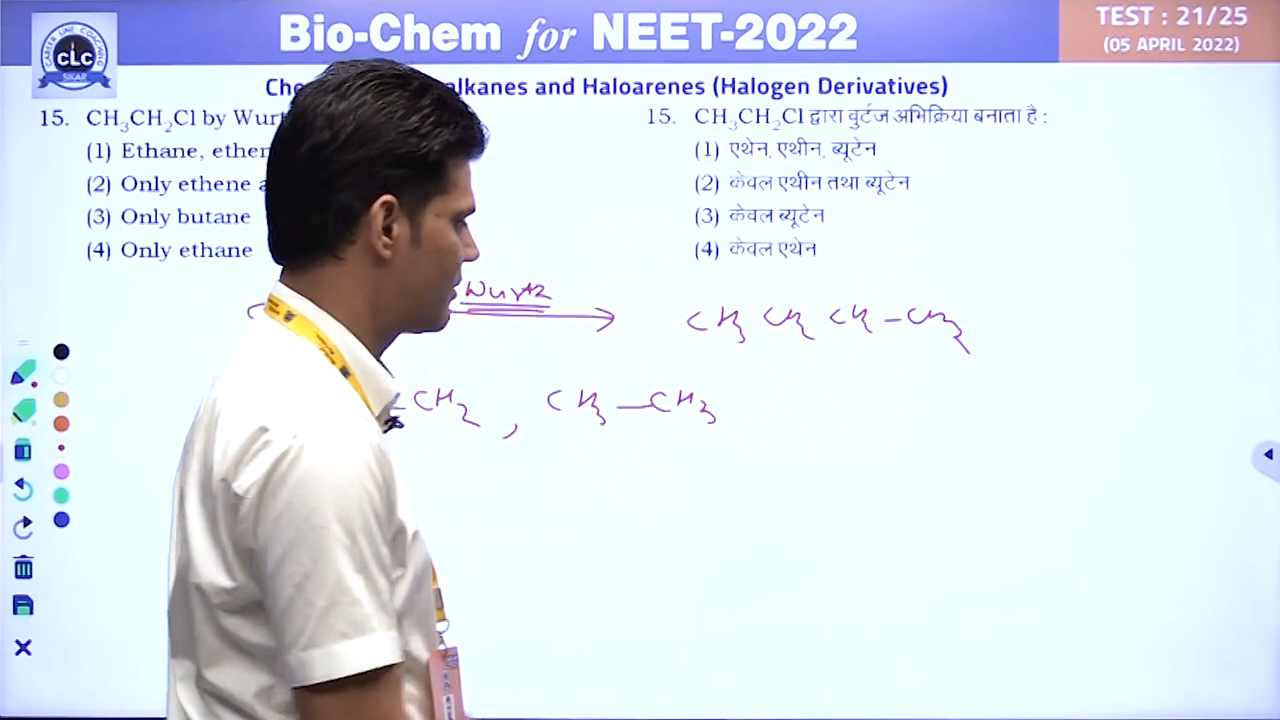 Bio-Chem for NEET-2022
TEST : 21/25
(05 APRIL 2022)
CLC
SIKAR
lkanes and Haloarenes (Halogen Derivatives)
15. CH₃CH₂Cl by Wurt
(1) Ethane, ether
(2) Only ethene a
(3) Only butane
(4) Only ethane
15. CH₃CH₂Cl द्वारा वुर्टज अभिक्रिया बनाता है :
(1) एथेन, एथीन, ब्यूटेन
(2) केवल एथीन तथा ब्यूटेन
(3) केवल ब्यूटेन
(4) केवल एथेन
Wurtz
CH₃ CH₂ CH₂ – CH₃
CH₂ , CH₃ — CH₃